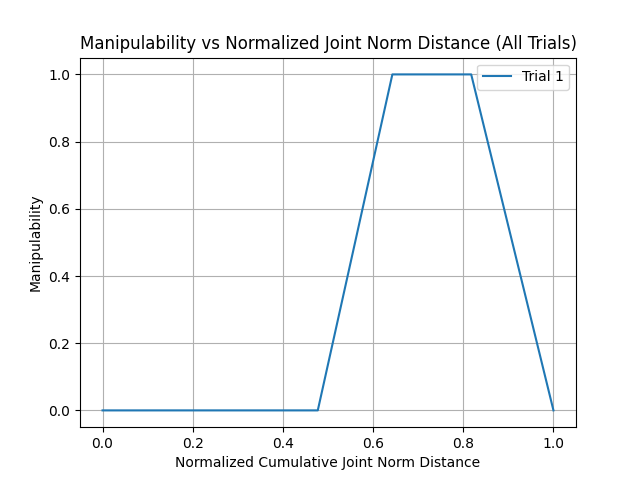 Manipulability vs Normalized Joint Norm Distance (All Trials)
Trial 1
Manipulability
1.0
0.8
0.6
0.4
0.2
0.0
0.0 0.2 0.4 0.6 0.8 1.0
Normalized Cumulative Joint Norm Distance